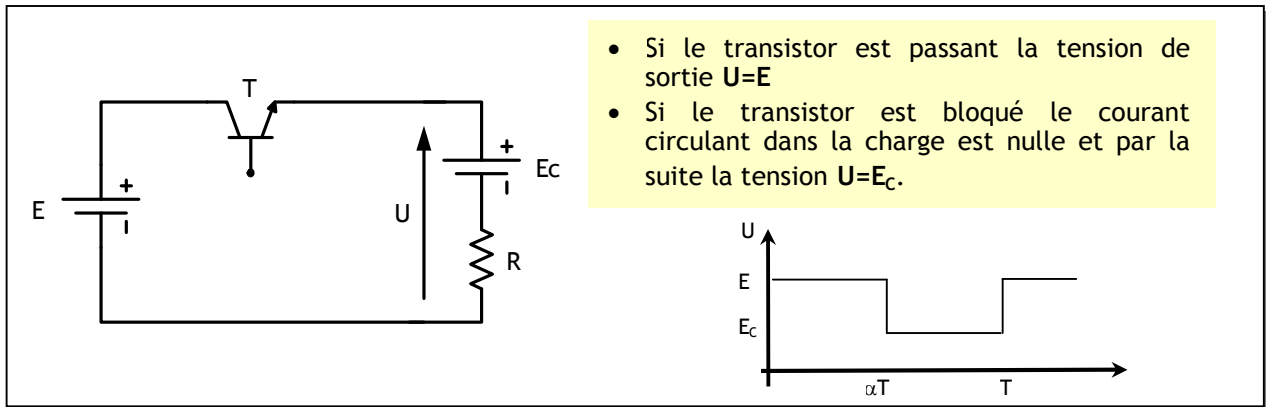 • Si le transistor est passant la tension de
sortie U=E
• Si le transistor est bloqué le courant
circulant dans la charge est nulle et par la
suite la tension U=EC.
T
+
Ec
E
+
U
R
U
E
EC
αT
T